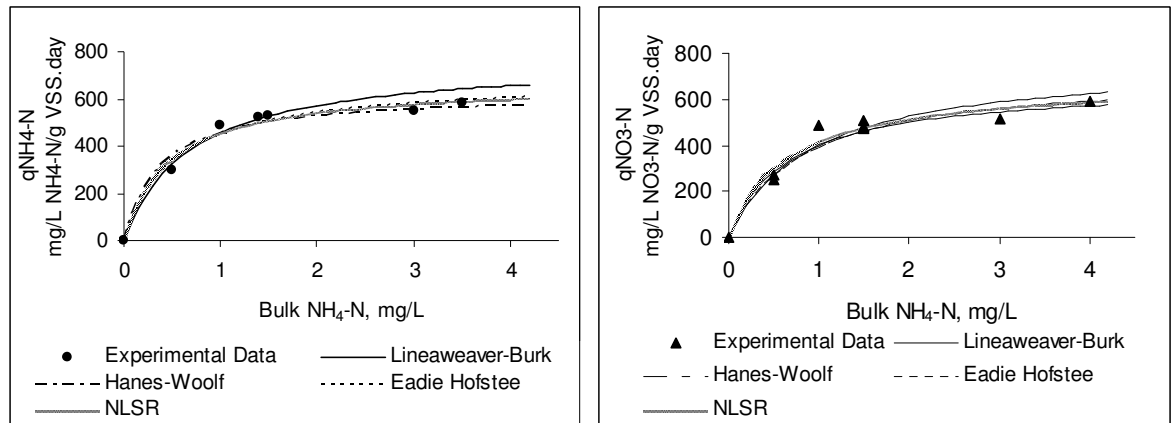 800
600
400
200
0
0 1 2 3 4
qNH4-N
mg/L NH4-N/g VSS.day
Bulk NH₄-N, mg/L
Experimental Data Lineaweaver-Burk
Hanes-Woolf Eadie Hofstee
NLSR
800
600
400
200
0
0 1 2 3 4
qNO3-N
mg/L NO3-N/g VSS.day
Bulk NH₄-N, mg/L
Experimental Data Lineaweaver-Burk
Hanes-Woolf Eadie Hofstee
NLSR